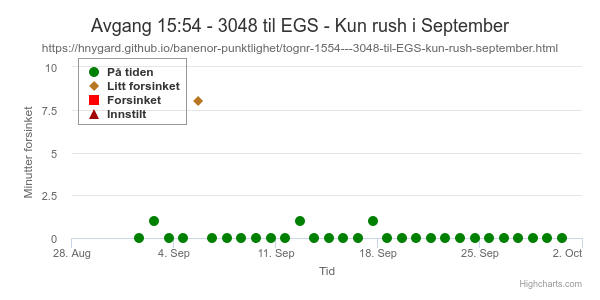 Avgang 15:54 - 3048 til EGS - Kun rush i September
https://hnygard.github.io/banenor-punktlighet/tognr-1554---3048-til-EGS-kun-rush-september.html
På tiden
Litt forsinket
Forsinket
Innstilt
Minutter forsinket
10
7.5
5
2.5
0
28. Aug
4. Sep
11. Sep
18. Sep
25. Sep
2. Oct
Tid
Highcharts.com